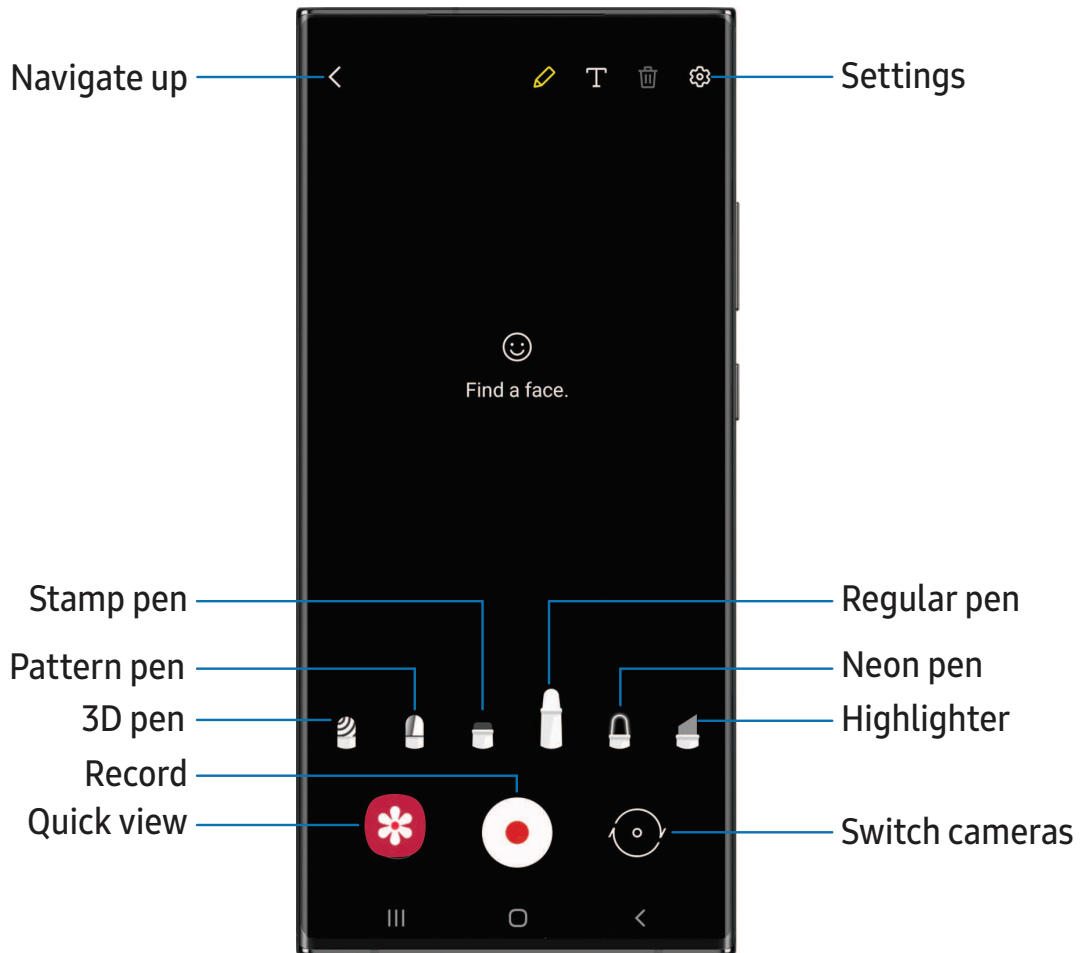 Navigate up
Settings
T
Find a face.
Stamp pen
Regular pen
Pattern pen
Neon pen
3D pen
Highlighter
Record
Quick view
Switch cameras